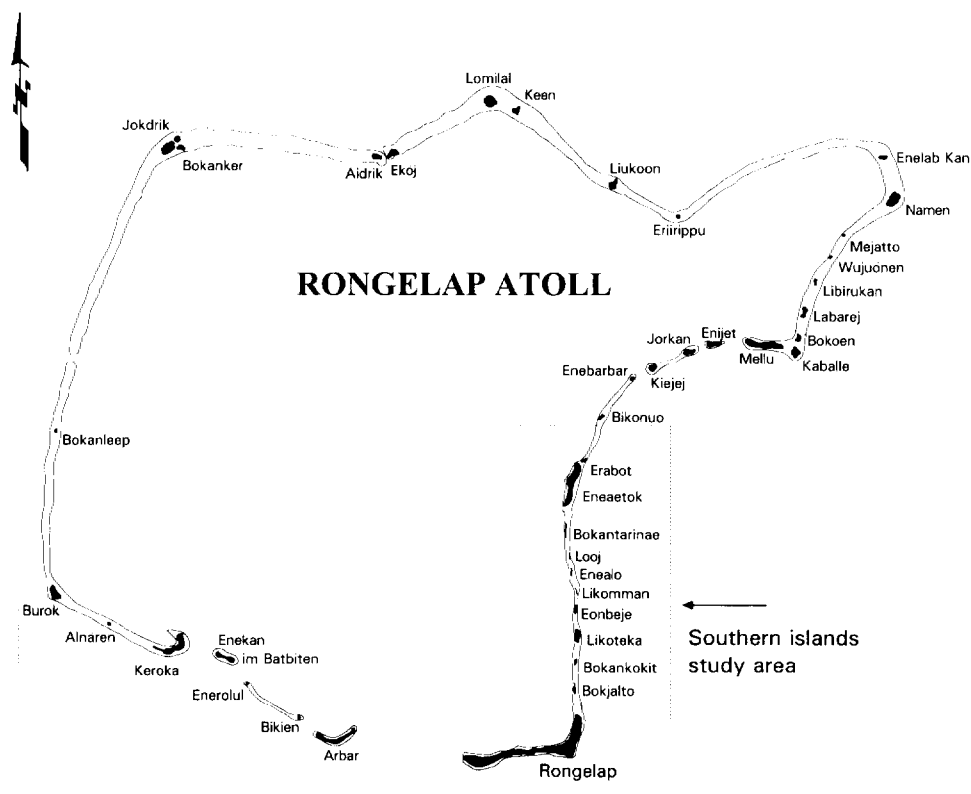 Lomilal
Keen
Jokdrik
Bokanker
Aidrik
Ekoj
Enelab Kan
Liukoon
Namen
Eriirippu
Mejatto
Wujuonen
RONGELAP ATOLL
Libirukan
Labarej
Jorkan
Enijet
Bokoen
Mellu
Kaballe
Enebarbar
Kiejej
Bikonuo
Bokanleep
Erabot
Eneaetok
Bokantarinae
Looj
Enealo
Likomman
Burok
Eonbeje
Alnaren
Enekan
im Batbiten
Likoteka
Southern islands
study area
Keroka
Bokankokit
Enerolul
Bokjalto
Bikien
Arbar
Rongelap